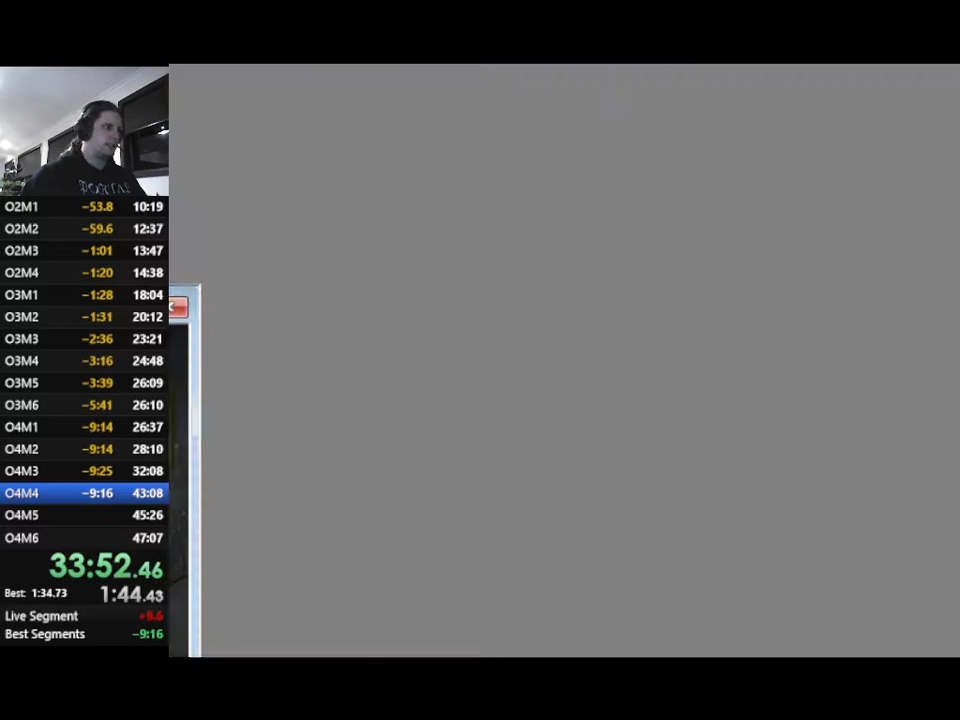 O2M1 −53.8 10:19
O2M2 −59.6 12:37
O2M3 −1:01 13:47
O2M4 −1:20 14:38
O3M1 −1:28 18:04
O3M2 −1:31 20:12
O3M3 −2:36 23:21
O3M4 −3:16 24:48
O3M5 −3:39 26:09
O3M6 −5:41 26:10
O4M1 −9:14 26:37
O4M2 −9:14 28:10
O4M3 −9:25 32:08
O4M4 −9:16 43:08
O4M5 45:26
O4M6 47:07
33:52.46
Best: 1:34.73 1:44.43
Live Segment
Best Segments −9:16